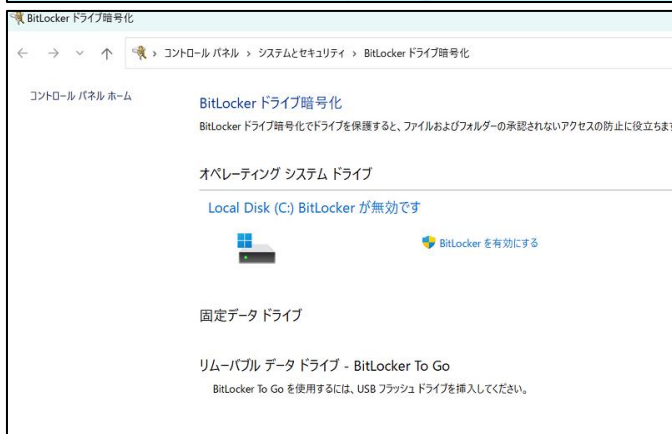 BitLocker ドライブ暗号化
コントロール パネル › システムとセキュリティ › BitLocker ドライブ暗号化
コントロール パネル ホーム
BitLocker ドライブ暗号化
BitLocker ドライブ暗号化でドライブを保護すると、ファイルおよびフォルダーの承認されないアクセスの防止に役立ちます
オペレーティング システム ドライブ
Local Disk (C:) BitLocker が無効です
BitLocker を有効にする
固定データ ドライブ
リムーバブル データ ドライブ - BitLocker To Go
BitLocker To Go を使用するには、USB フラッシュ ドライブを挿入してください。